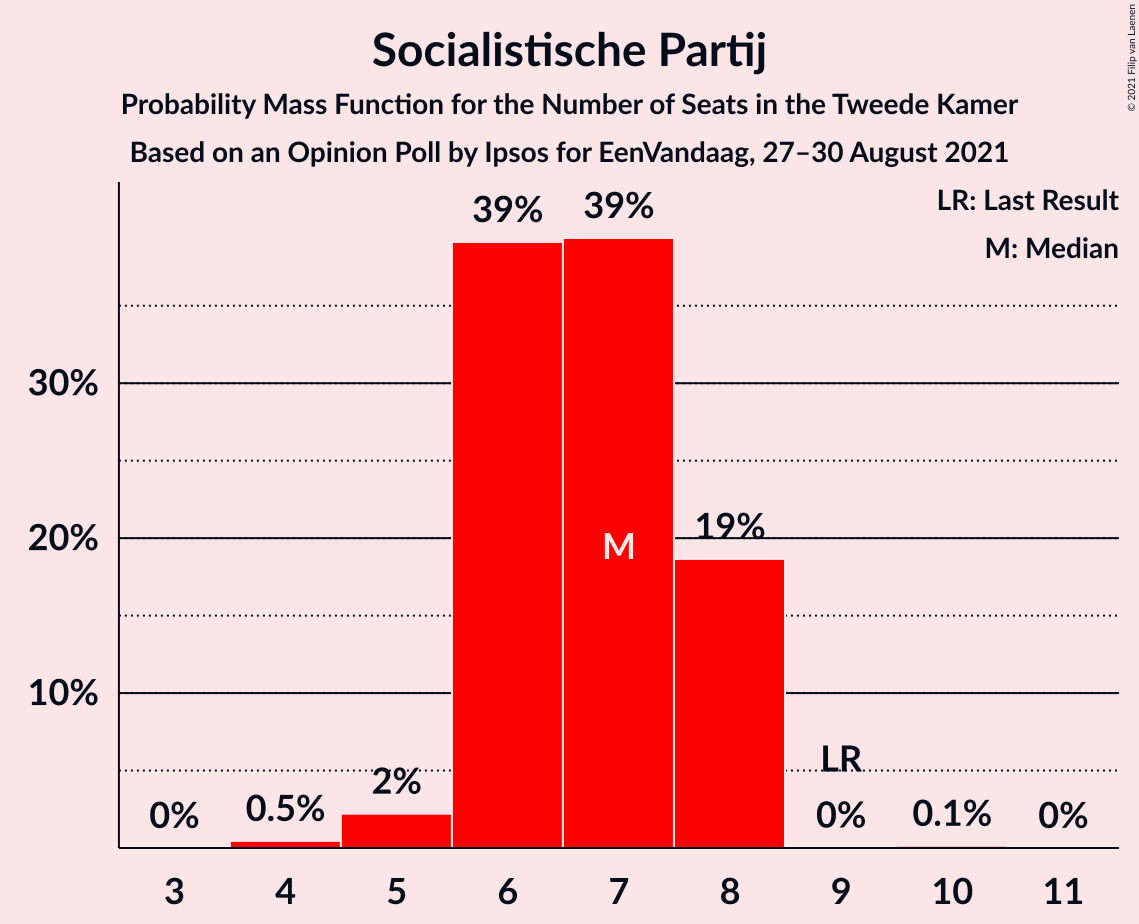 Socialistische Partij
Probability Mass Function for the Number of Seats in the Tweede Kamer
Based on an Opinion Poll by Ipsos for EenVandaag, 27–30 August 2021
© 2021 Filip van Laenen
LR: Last Result
M: Median
39%
39%
30%
20%
19%
M
10%
LR
0%
0.5%
2%
0%
0.1%
0%
3 4 5 6 7 8 9 10 11